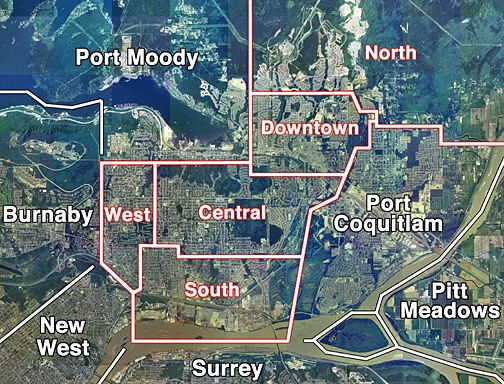 Port Moody
North
Downtown
Burnaby
West
Central
Port
Coquitlam
South
Pitt
Meadows
New
West
Surrey